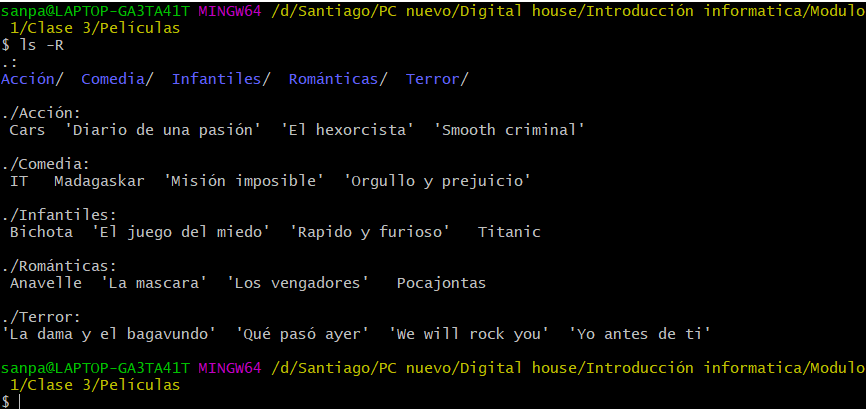 sanpa@LAPTOP-GA3TA41T MINGW64 /d/Santiago/PC nuevo/Digital house/Introducción informatica/Modulo
1/Clase 3/Películas
$ ls -R
.:
Acción/  Comedia/  Infantiles/  Románticas/  Terror/

./Acción:
 Cars  'Diario de una pasión'  'El hexorcista'  'Smooth criminal'

./Comedia:
 IT   Madagaskar  'Misión imposible'  'Orgullo y prejuicio'

./Infantiles:
 Bichota  'El juego del miedo'  'Rapido y furioso'   Titanic

./Románticas:
 Anavelle  'La mascara'  'Los vengadores'   Pocajontas

./Terror:
'La dama y el bagavundo'  'Qué pasó ayer'  'We will rock you'  'Yo antes de ti'

sanpa@LAPTOP-GA3TA41T MINGW64 /d/Santiago/PC nuevo/Digital house/Introducción informatica/Modulo
1/Clase 3/Películas
$